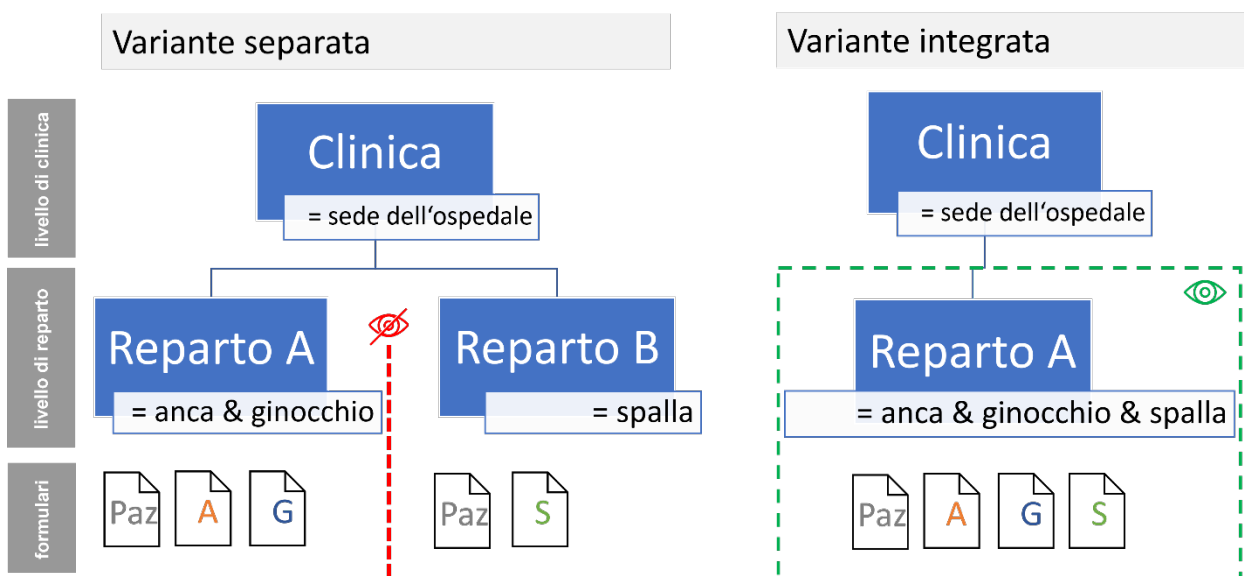 Variante separata
Variante integrata
livello di clinica
Clinica
= sede dell‘ospedale
Clinica
= sede dell‘ospedale
livello di reparto
Reparto A
= anca & ginocchio
Reparto B
= spalla
Reparto A
= anca & ginocchio & spalla
formulari
Paz
A
G
Paz
S
Paz
A
G
S